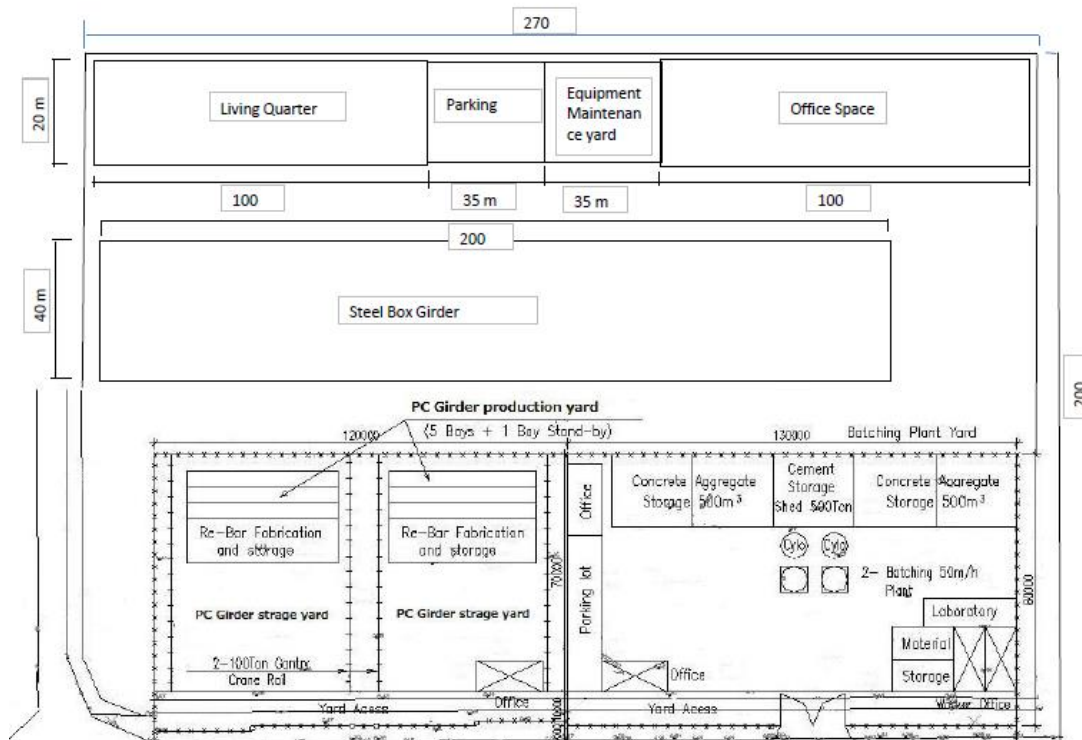 270
20 m
Living Quarter
Parking
Equipment
Maintenan
ce yard
Office Space
100
35 m
35 m
100
200
40 m
Steel Box Girder
200
PC Girder production yard
(5 Bays + 1 Bay Stand-by)
120000
130000
Batching Plant Yard
Office
Concrete Aggregate
Storage 500m³
Cement
Storage
Shed 500Ton
Concrete Aggregate
Storage 500m³
Re-Bar Fabrication
and storage
Re-Bar Fabrication
and storage
Cylo
Cylo
2- Batching 50m/h
Plant
70000
Parking lot
80000
PC Girder strage yard
PC Girder strage yard
Laboratary
Material
Storage
2-100Ton Gantry
Crane Rail
Office
Office
Yard Acess
Yard Acess
Office